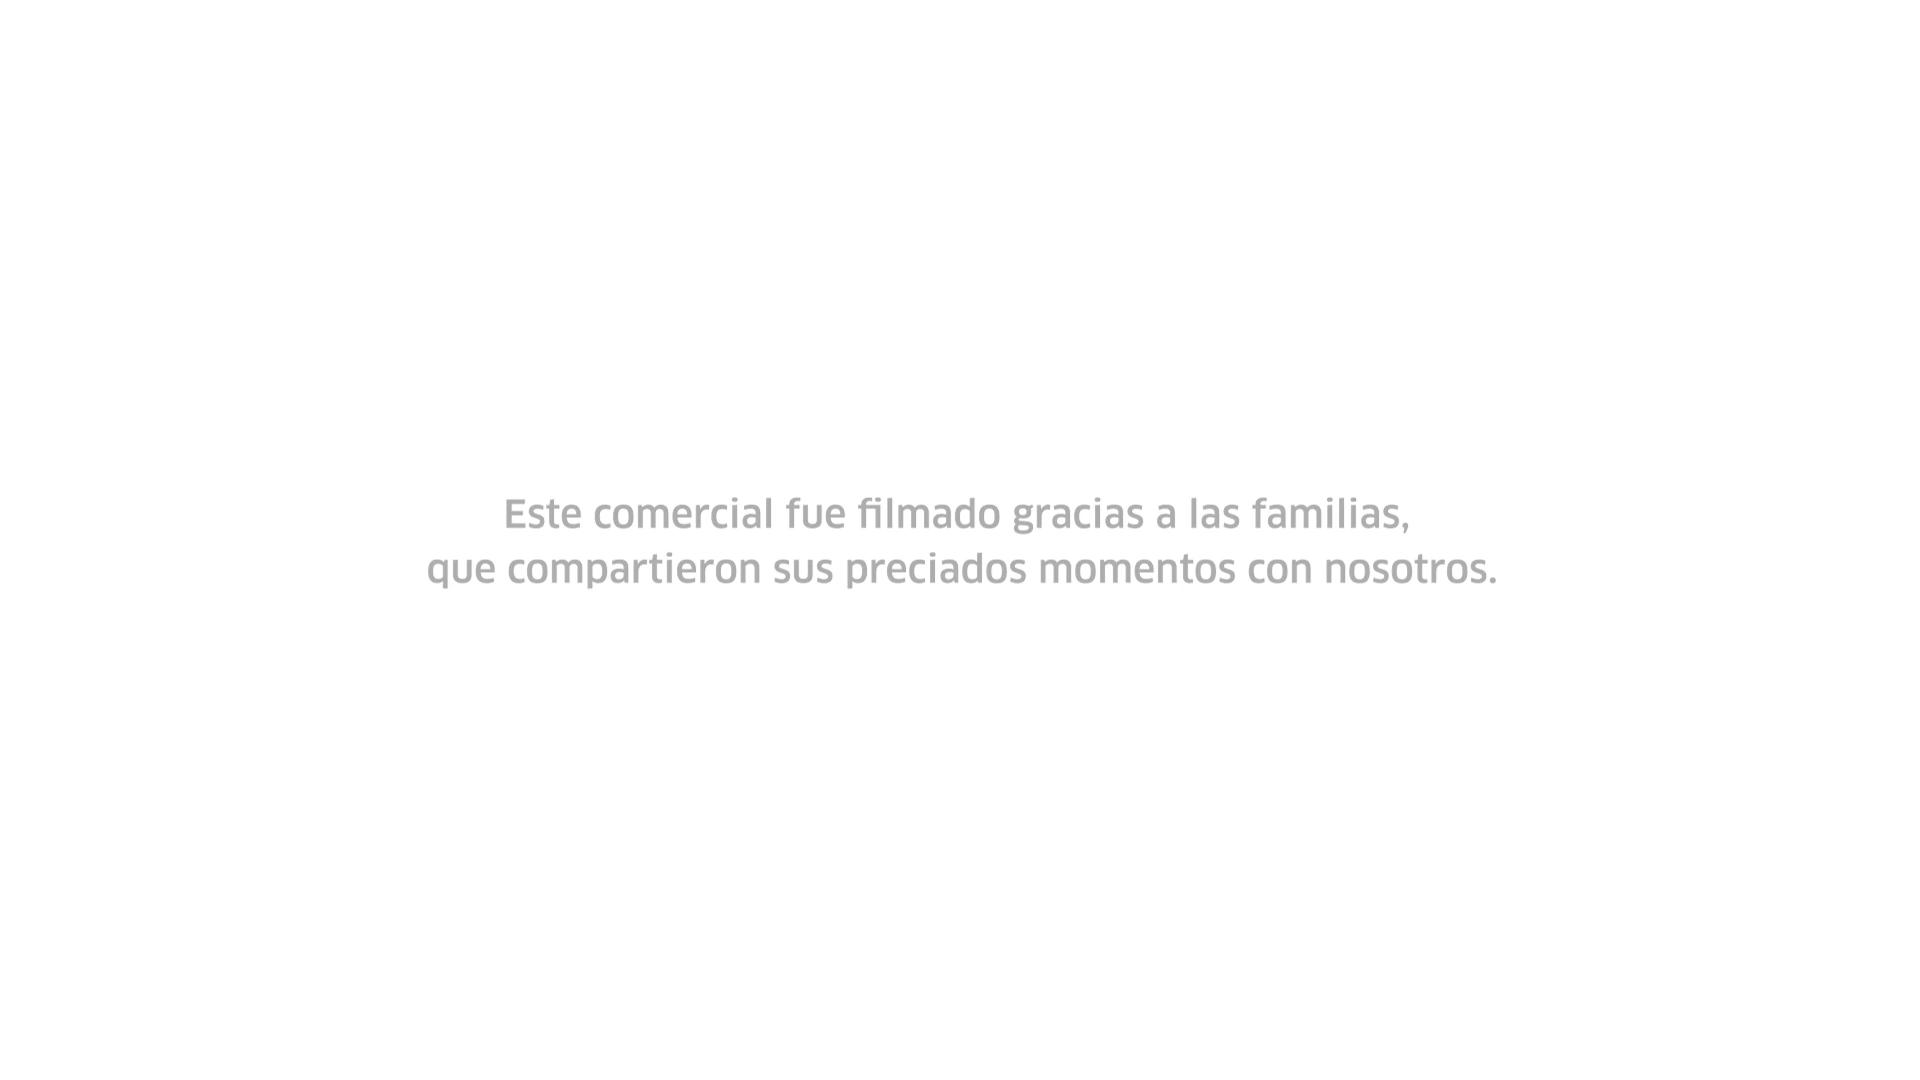 Este comercial fue filmado gracias a las familias,
que compartieron sus preciados momentos con nosotros.